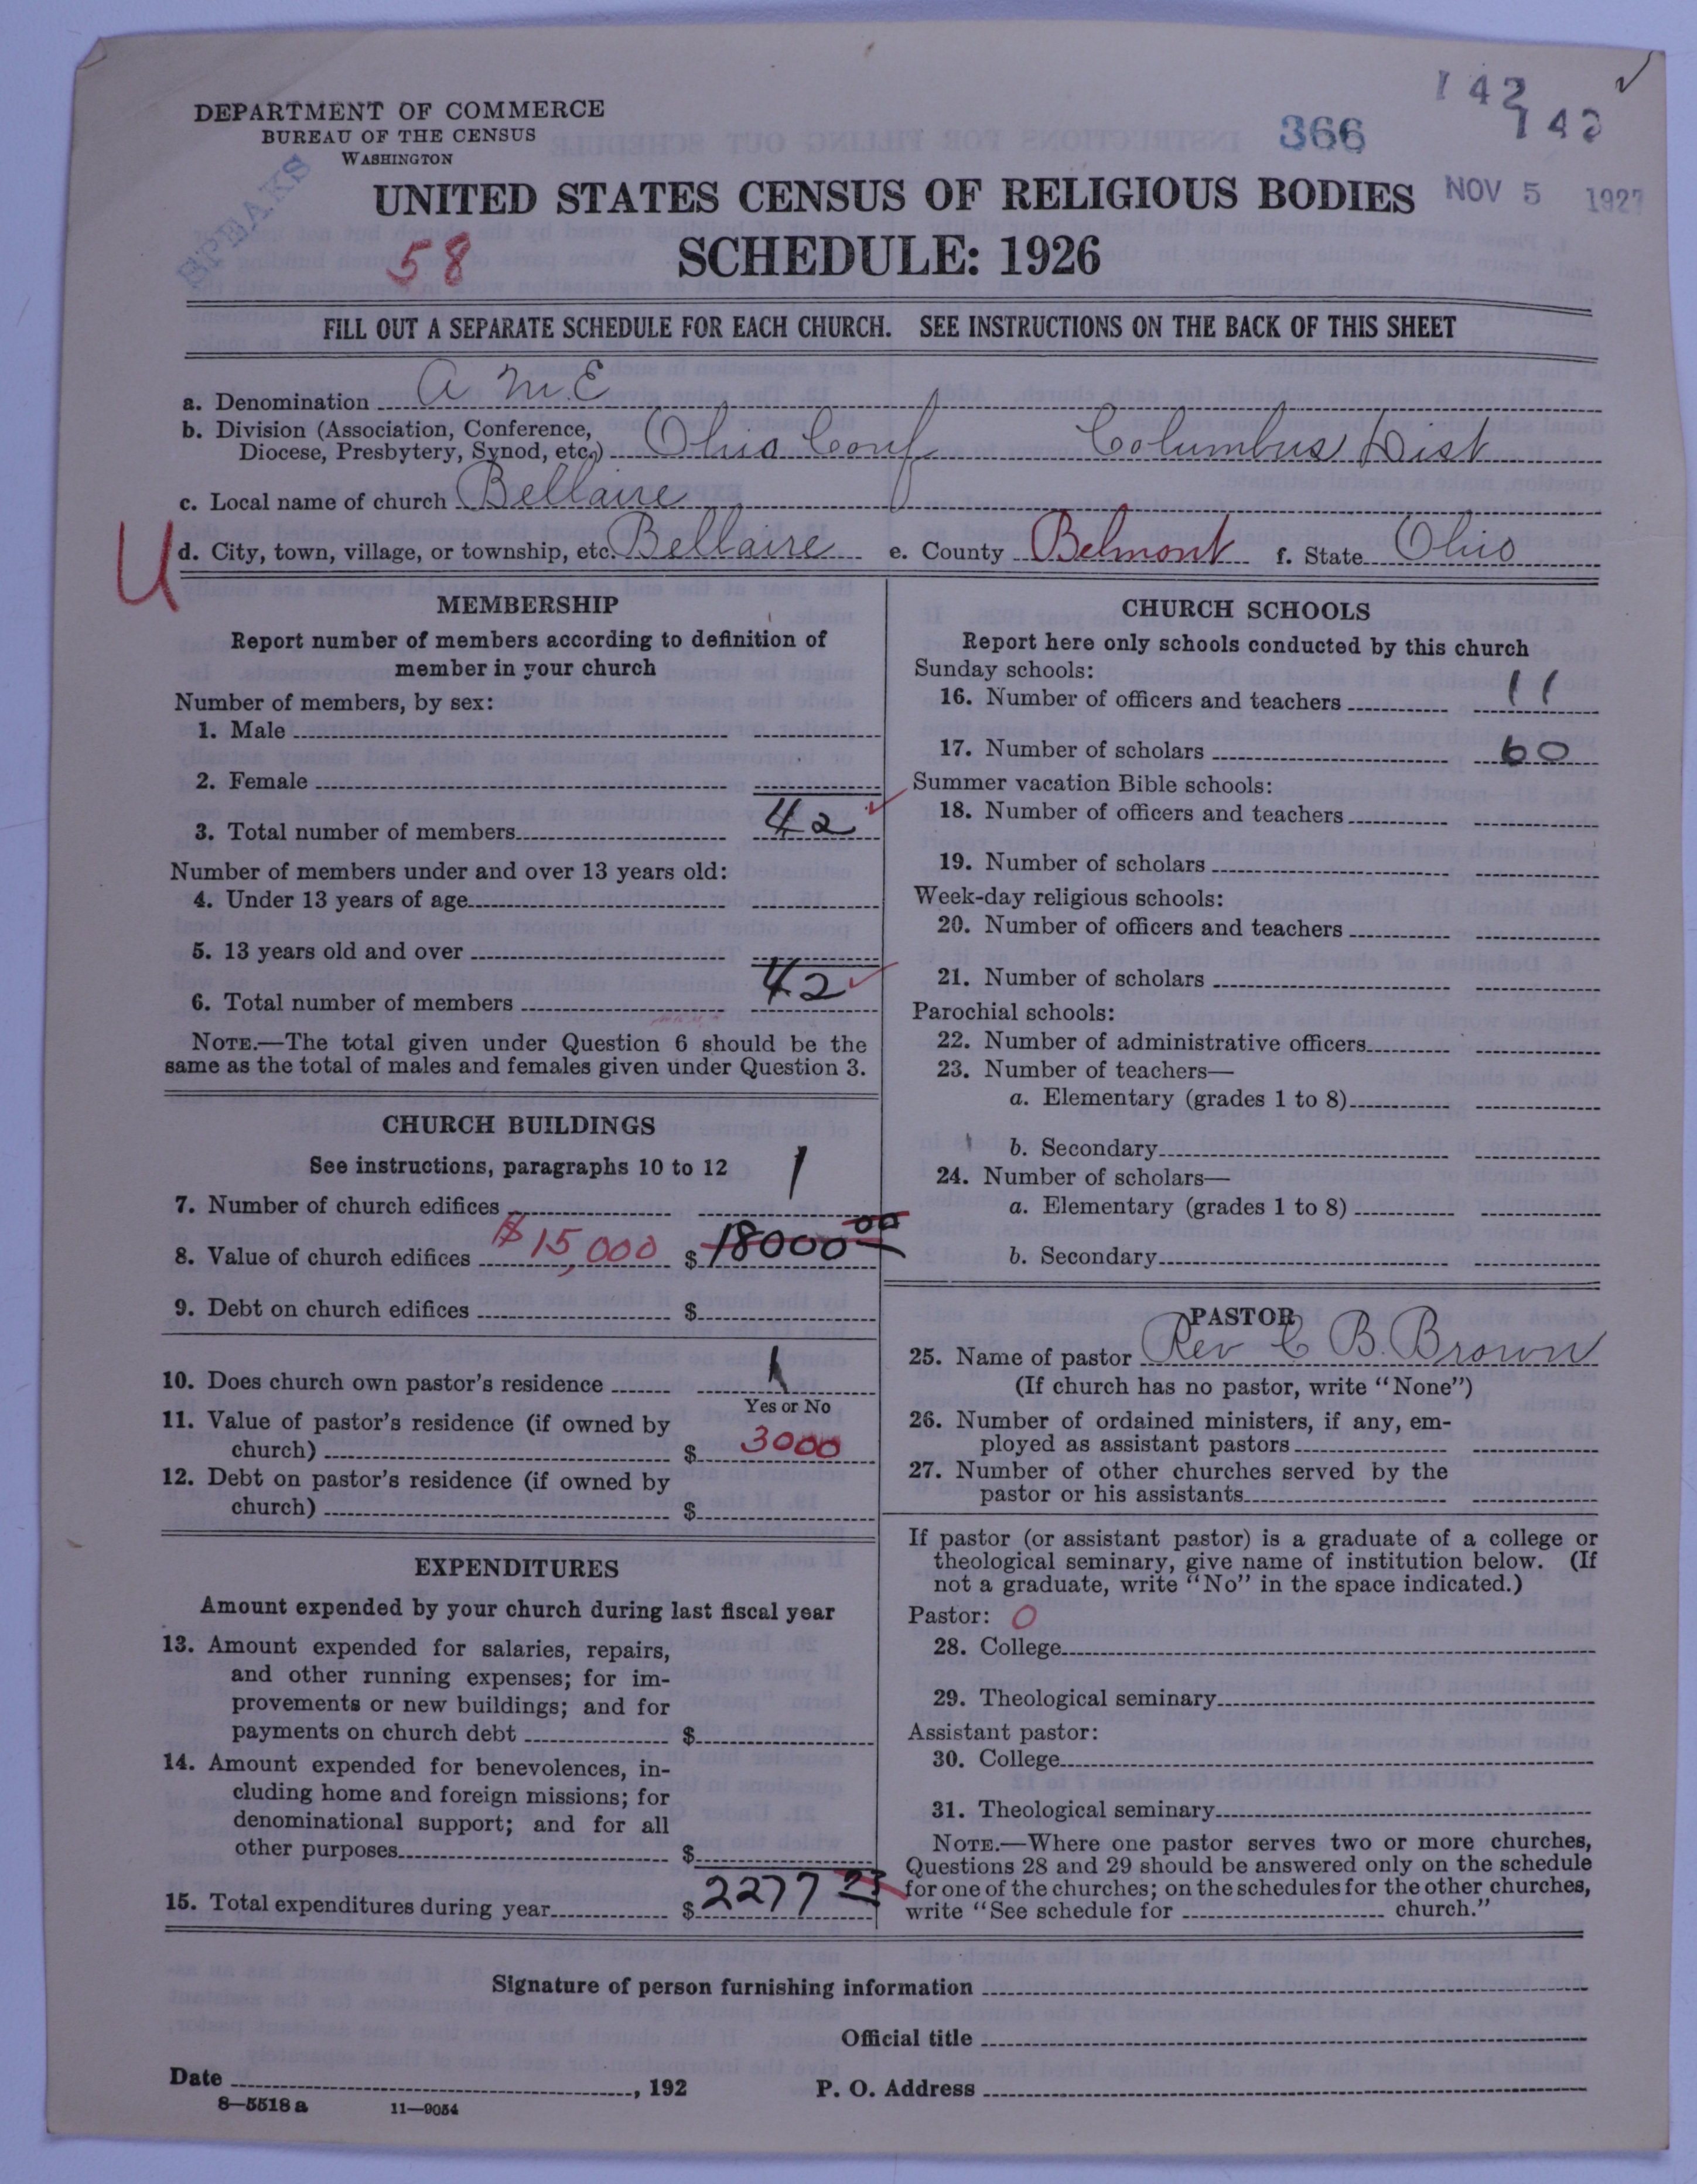 DEPARTMENT OF COMMERCE
BUREAU OF THE CENSUS
WASHINGTON
SPEAKS
366
142
142
NOV 5 1927
UNITED STATES CENSUS OF RELIGIOUS BODIES
58
SCHEDULE: 1926
FILL OUT A SEPARATE SCHEDULE FOR EACH CHURCH. SEE INSTRUCTIONS ON THE BACK OF THIS SHEET
a. Denomination A M.E
b. Division (Association, Conference,
Diocese, Presbytery, Synod, etc.) Ohio Conf Columbus Dist
c. Local name of church Bellaire
U
d. City, town, village, or township, etc. Bellaire e. County Belmont f. State Ohio
MEMBERSHIP
Report number of members according to definition of
member in your church
Number of members, by sex:
1. Male
2. Female
3. Total number of members 42
Number of members under and over 13 years old:
4. Under 13 years of age
5. 13 years old and over
6. Total number of members 42
NOTE.—The total given under Question 6 should be the
same as the total of males and females given under Question 3.
CHURCH BUILDINGS
See instructions, paragraphs 10 to 12
7. Number of church edifices 1
8. Value of church edifices $15,000 $ 18000 00
9. Debt on church edifices $
10. Does church own pastor's residence 1
Yes or No
11. Value of pastor's residence (if owned by
church) $ 3000
12. Debt on pastor's residence (if owned by
church) $
EXPENDITURES
Amount expended by your church during last fiscal year
13. Amount expended for salaries, repairs,
and other running expenses; for im-
provements or new buildings; and for
payments on church debt $
14. Amount expended for benevolences, in-
cluding home and foreign missions; for
denominational support; and for all
other purposes $
15. Total expenditures during year $ 2277
CHURCH SCHOOLS
Report here only schools conducted by this church
Sunday schools:
16. Number of officers and teachers 11
17. Number of scholars 60
Summer vacation Bible schools:
18. Number of officers and teachers
19. Number of scholars
Week-day religious schools:
20. Number of officers and teachers
21. Number of scholars
Parochial schools:
22. Number of administrative officers
23. Number of teachers—
a. Elementary (grades 1 to 8)
b. Secondary
24. Number of scholars—
a. Elementary (grades 1 to 8)
b. Secondary
PASTOR
25. Name of pastor Rev C B. Brown
(If church has no pastor, write "None")
26. Number of ordained ministers, if any, em-
ployed as assistant pastors
27. Number of other churches served by the
pastor or his assistants
If pastor (or assistant pastor) is a graduate of a college or
theological seminary, give name of institution below. (If
not a graduate, write "No" in the space indicated.)
Pastor: 0
28. College
29. Theological seminary
Assistant pastor:
30. College
31. Theological seminary
NOTE.—Where one pastor serves two or more churches,
Questions 28 and 29 should be answered only on the schedule
for one of the churches; on the schedules for the other churches,
write "See schedule for church."
Signature of person furnishing information
Official title
Date , 192 P. O. Address
8—5518 a 11—9054